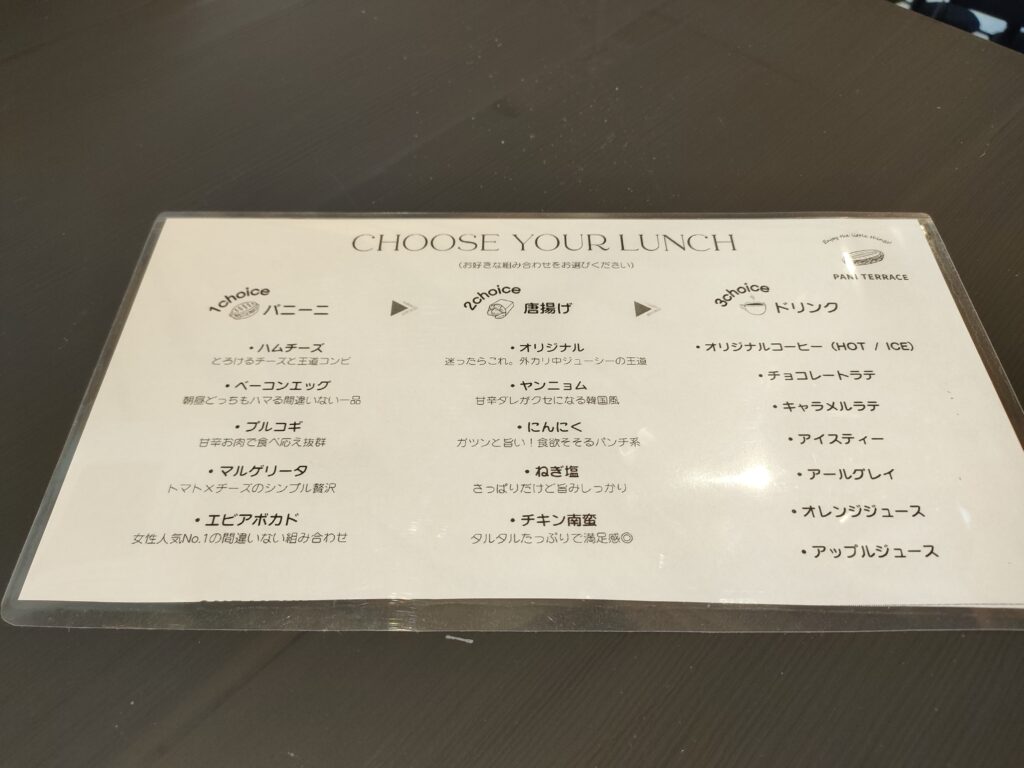 CHOOSE YOUR LUNCH
(お好きな組み合わせをお選びください)
Enjoy the little things!
PANI TERRACE
1choice
パニーニ
・ハムチーズ
とろけるチーズと王道コンビ
・ベーコンエッグ
朝昼どっちもハマる間違いない一品
・プルコギ
甘辛お肉で食べ応え抜群
・マルゲリータ
トマト×チーズのシンプル贅沢
・エビアボカド
女性人気No.1の間違いない組み合わせ
2choice
唐揚げ
・オリジナル
迷ったらこれ。外カリ中ジューシーの王道
・ヤンニョム
甘辛ダレがクセになる韓国風
・にんにく
ガツンと旨い！食欲そそるパンチ系
・ねぎ塩
さっぱりだけど旨みしっかり
・チキン南蛮
タルタルたっぷりで満足感◎
3choice
ドリンク
・オリジナルコーヒー（HOT / ICE）
・チョコレートラテ
・キャラメルラテ
・アイスティー
・アールグレイ
・オレンジジュース
・アップルジュース